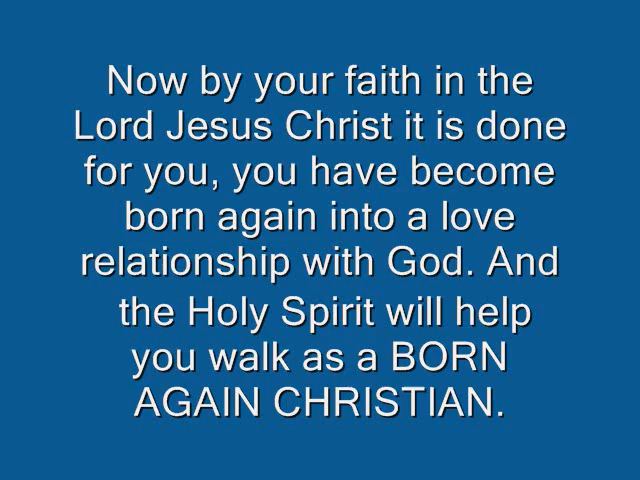 Now by your faith in the
Lord Jesus Christ it is done
for you, you have become
born again into a love
relationship with God. And
the Holy Spirit will help
you walk as a BORN
AGAIN CHRISTIAN.